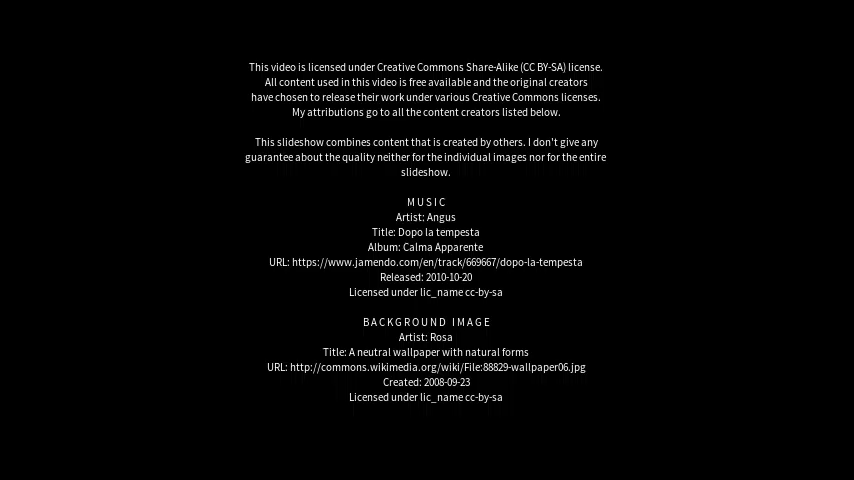 This video is licensed under Creative Commons Share-Alike (CC BY-SA) license.
All content used in this video is free available and the original creators
have chosen to release their work under various Creative Commons licenses.
My attributions go to all the content creators listed below.
This slideshow combines content that is created by others. I don't give any
guarantee about the quality neither for the individual images nor for the entire
slideshow.
MUSIC
Artist: Angus
Title: Dopo la tempesta
Album: Calma Apparente
URL: https://www.jamendo.com/en/track/669667/dopo-la-tempesta
Released: 2010-10-20
Licensed under lic_name cc-by-sa
BACKGROUND IMAGE
Artist: Rosa
Title: A neutral wallpaper with natural forms
URL: http://commons.wikimedia.org/wiki/File:88829-wallpaper06.jpg
Created: 2008-09-23
Licensed under lic_name cc-by-sa